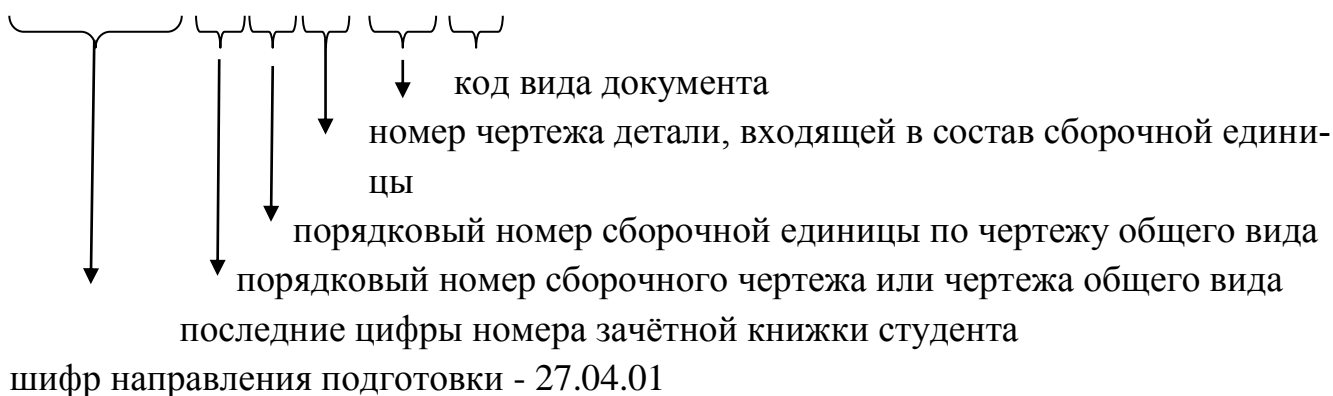 код вида документа
номер чертежа детали, входящей в состав сборочной едини-
цы
порядковый номер сборочной единицы по чертежу общего вида
порядковый номер сборочного чертежа или чертежа общего вида
последние цифры номера зачётной книжки студента
шифр направления подготовки - 27.04.01